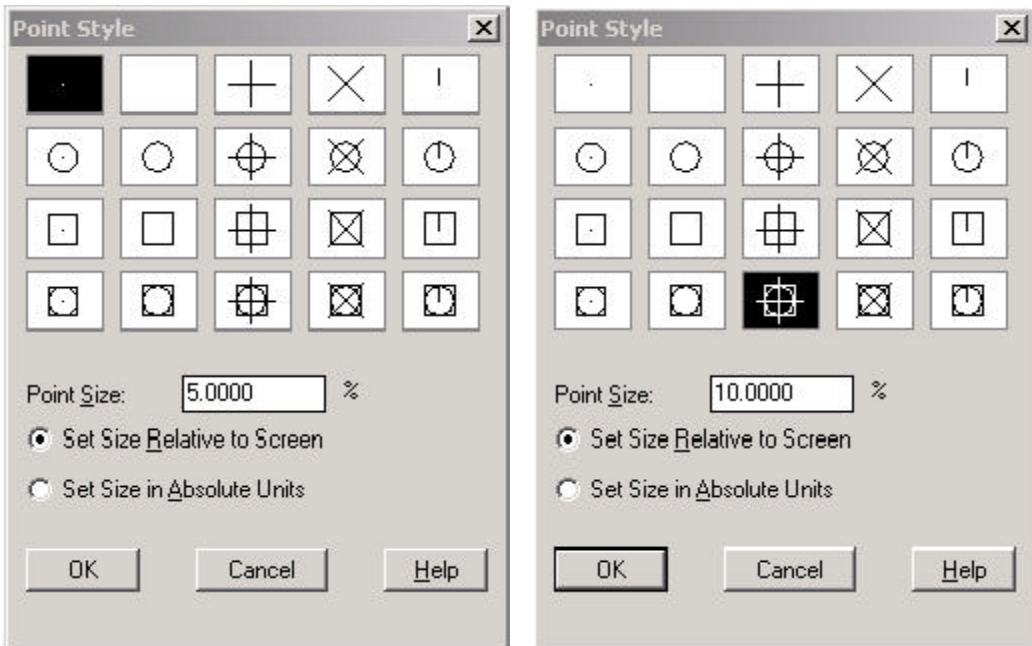 Point Style
Point Size: 5.0000 %
Set Size Relative to Screen
Set Size in Absolute Units
OK Cancel Help
Point Style
Point Size: 10.0000 %
Set Size Relative to Screen
Set Size in Absolute Units
OK Cancel Help